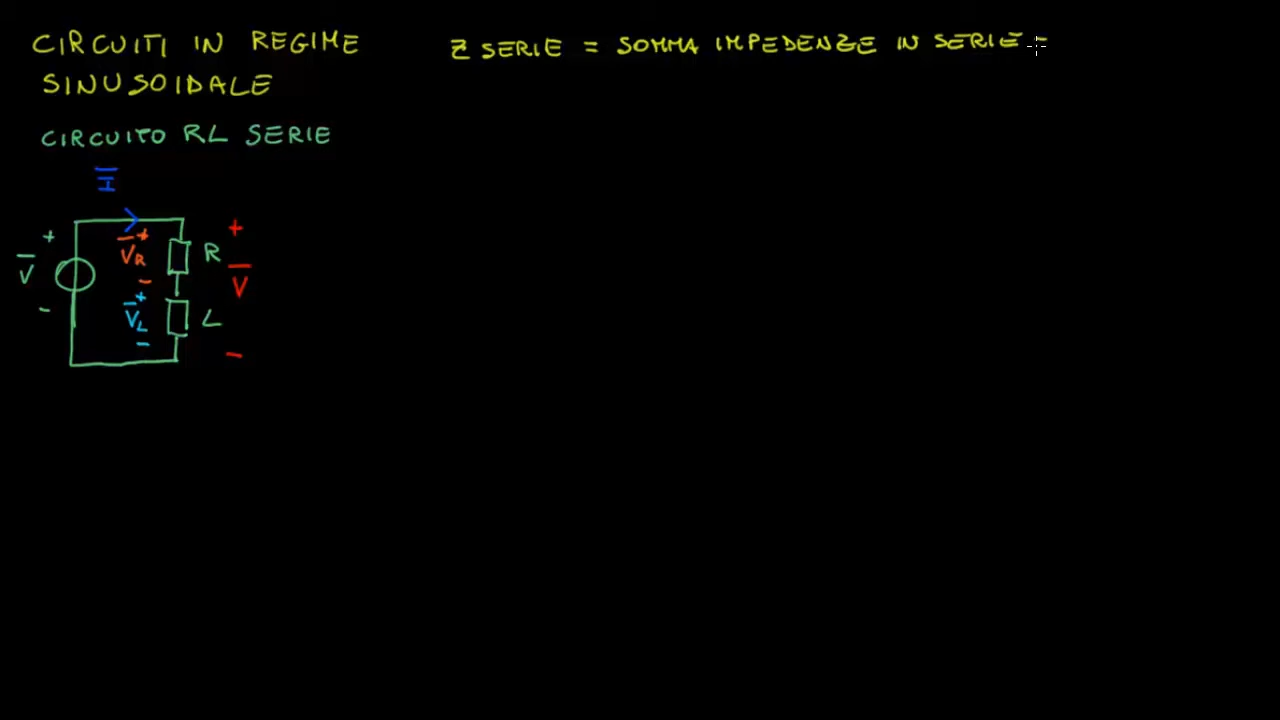 CIRCUITI IN REGIME
SINUSOIDALE
Z SERIE = SOMMA IMPEDENZE IN SERIE =
CIRCUITO RL SERIE
I
+
V
-
+
VR
-
R
+
VL
-
L
+
V
-